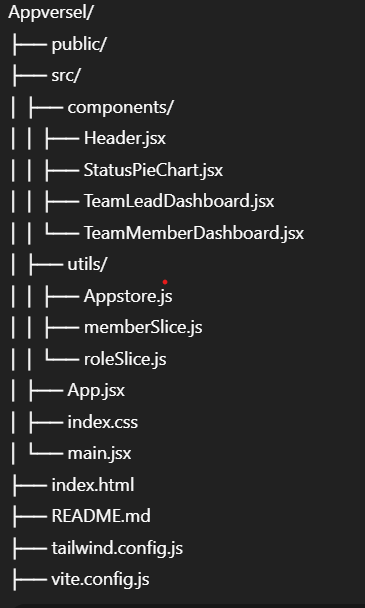 Appversel/
├── public/
├── src/
│ ├── components/
│ │ ├── Header.jsx
│ │ ├── StatusPieChart.jsx
│ │ ├── TeamLeadDashboard.jsx
│ │ └── TeamMemberDashboard.jsx
│ ├── utils/
│ │ ├── Appstore.js
│ │ ├── memberSlice.js
│ │ └── roleSlice.js
│ ├── App.jsx
│ ├── index.css
│ └── main.jsx
├── index.html
├── README.md
├── tailwind.config.js
├── vite.config.js